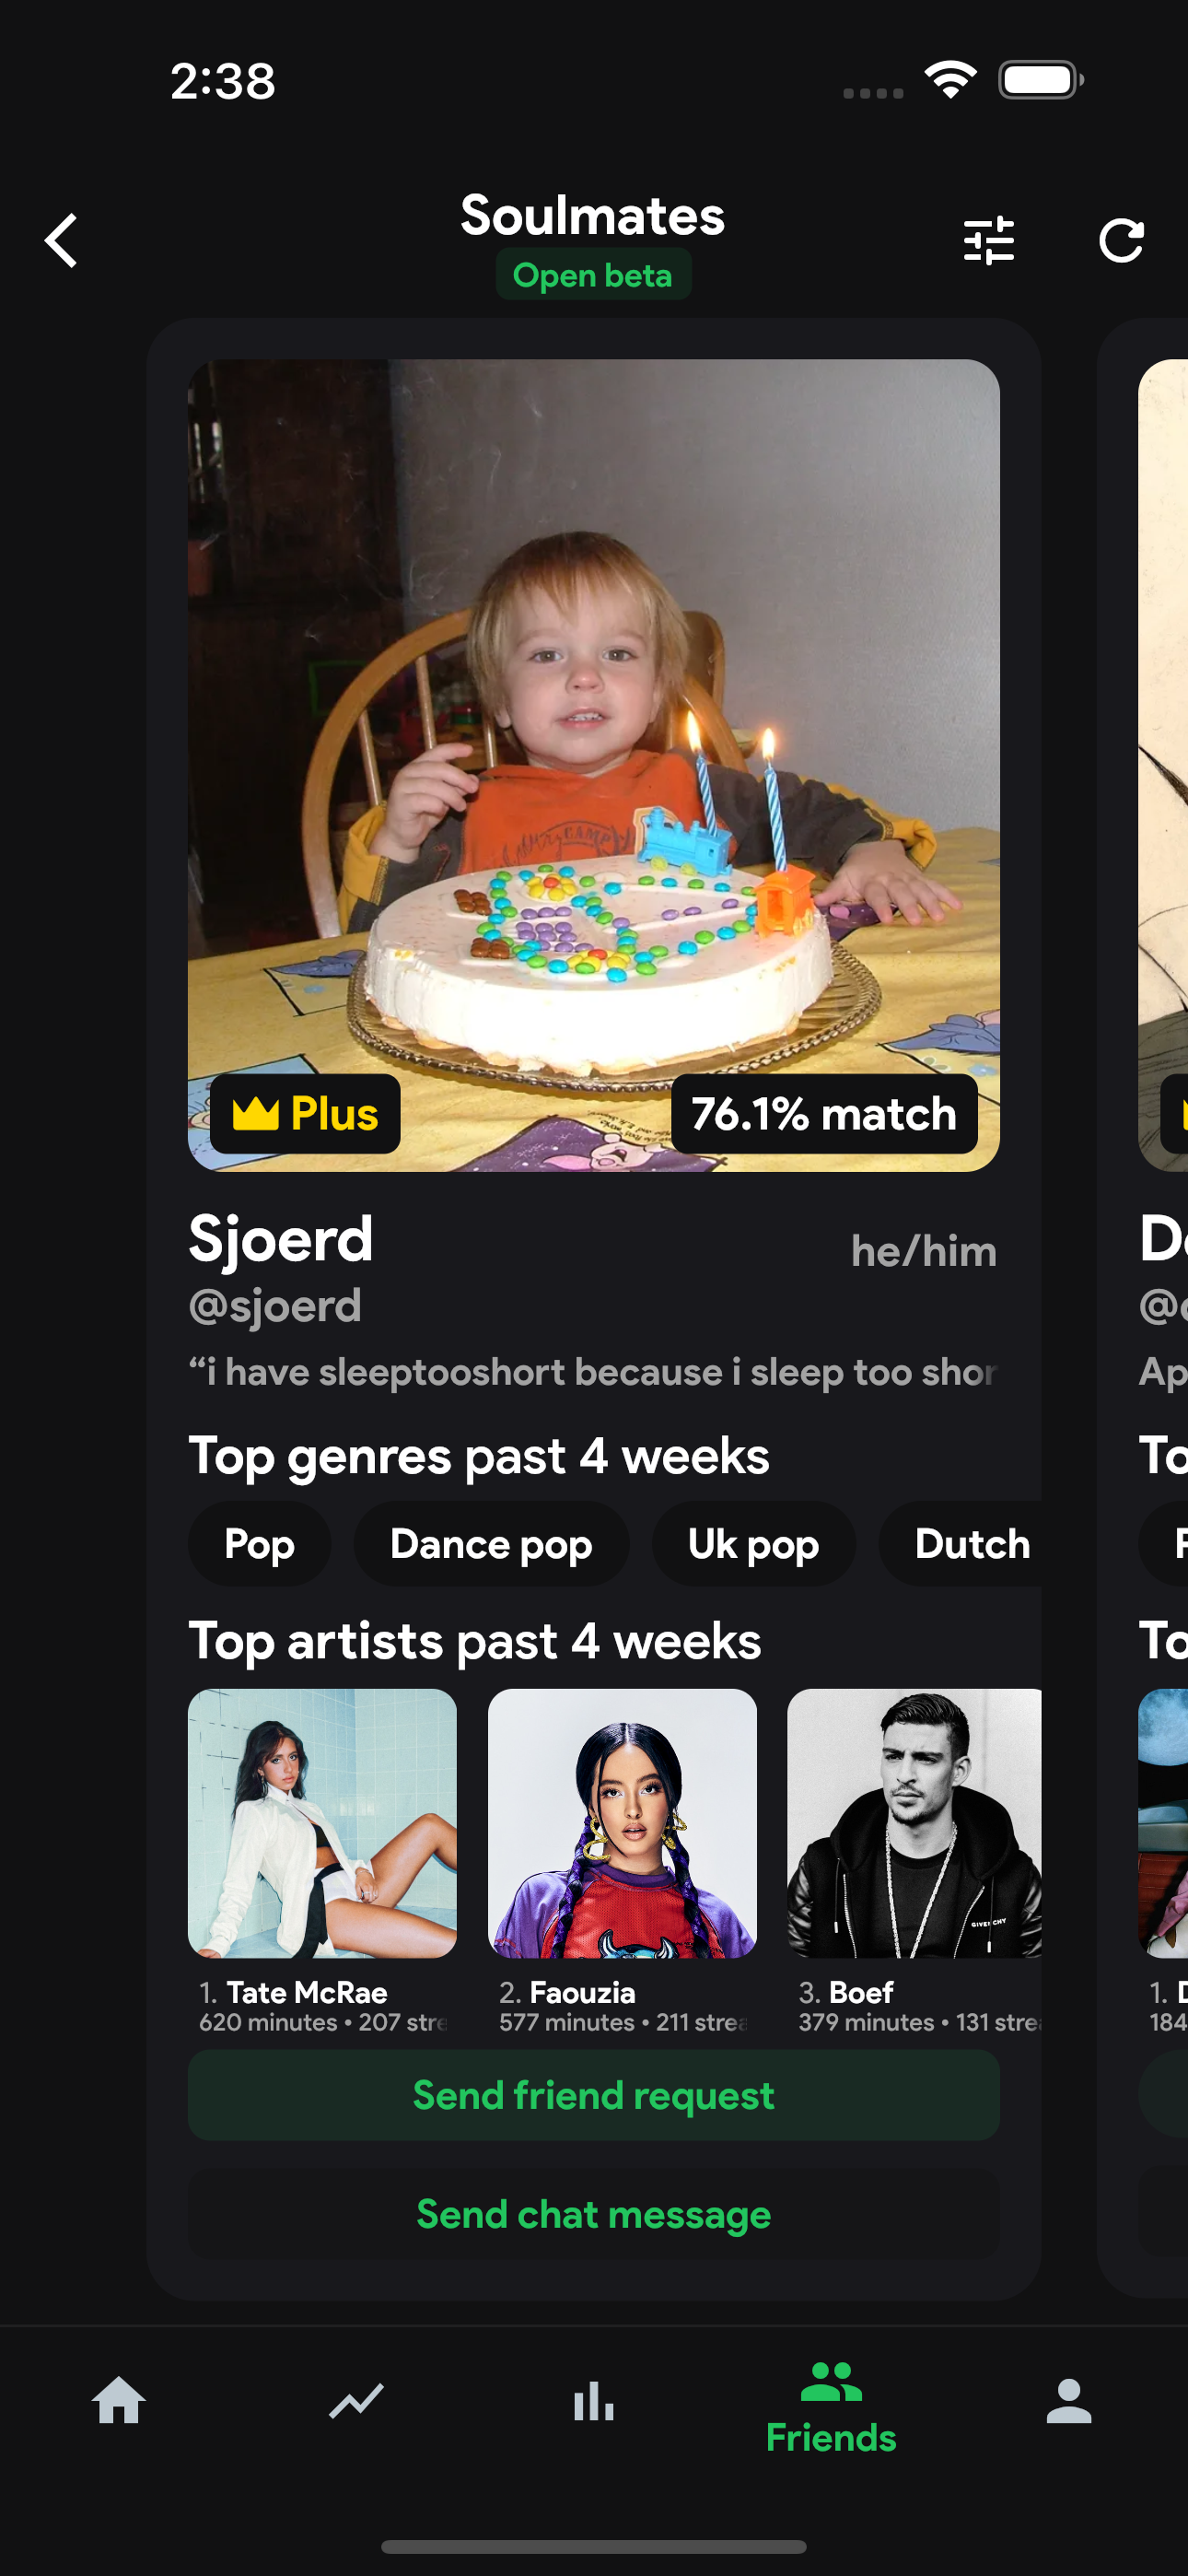 2:38
Soulmates
Open beta
Plus
76.1% match
Sjoerd
he/him
@sjoerd
“i have sleeptooshort because i sleep too shor
Ap
Top genres past 4 weeks
To
Pop
Dance pop
Uk pop
Dutch
Top artists past 4 weeks
To
GIVENCHY
1. Tate McRae
2. Faouzia
3. Boef
1. D
620 minutes • 207 stre
577 minutes • 211 strea
379 minutes • 131 strea
184
Send friend request
Send chat message
Friends